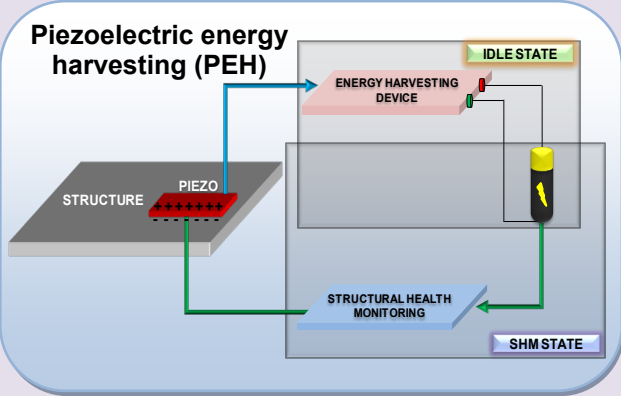 Piezoelectric energy
harvesting (PEH)
IDLE STATE
ENERGY HARVESTING
DEVICE
PIEZO
STRUCTURE
+++++++
- - - - - - -
STRUCTURAL HEALTH
MONITORING
SHM STATE